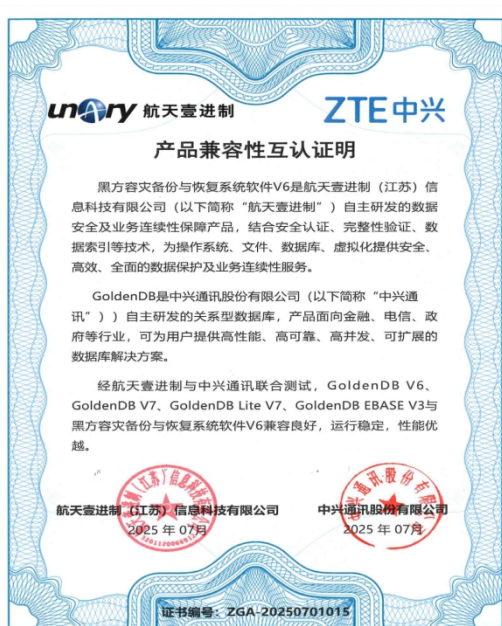 unary 航天壹进制
ZTE中兴
产品兼容性互认证明
黑方容灾备份与恢复系统软件V6是航天壹进制（江苏）信
息科技有限公司（以下简称“航天壹进制”）自主研发的数据
安全及业务连续性保障产品，结合安全认证、完整性验证、数
据索引等技术，为操作系统、文件、数据库、虚拟化提供安全、
高效、全面的数据保护及业务连续性服务。
GoldenDB是中兴通讯股份有限公司（以下简称“中兴通
讯”））自主研发的关系型数据库，产品面向金融、电信、政
府等行业，可为用户提供高性能、高可靠、高并发、可扩展的
数据库解决方案。
经航天壹进制与中兴通讯联合测试，GoldenDB V6、
GoldenDB V7、GoldenDB Lite V7、GoldenDB EBASE V3与
黑方容灾备份与恢复系统软件V6兼容良好，运行稳定，性能优
越。
航天壹进制（江苏）信息科技有限公司
2025 年 07月
中兴通讯股份有限公司
2025 年 07月
证书编号：ZGA-20250701015